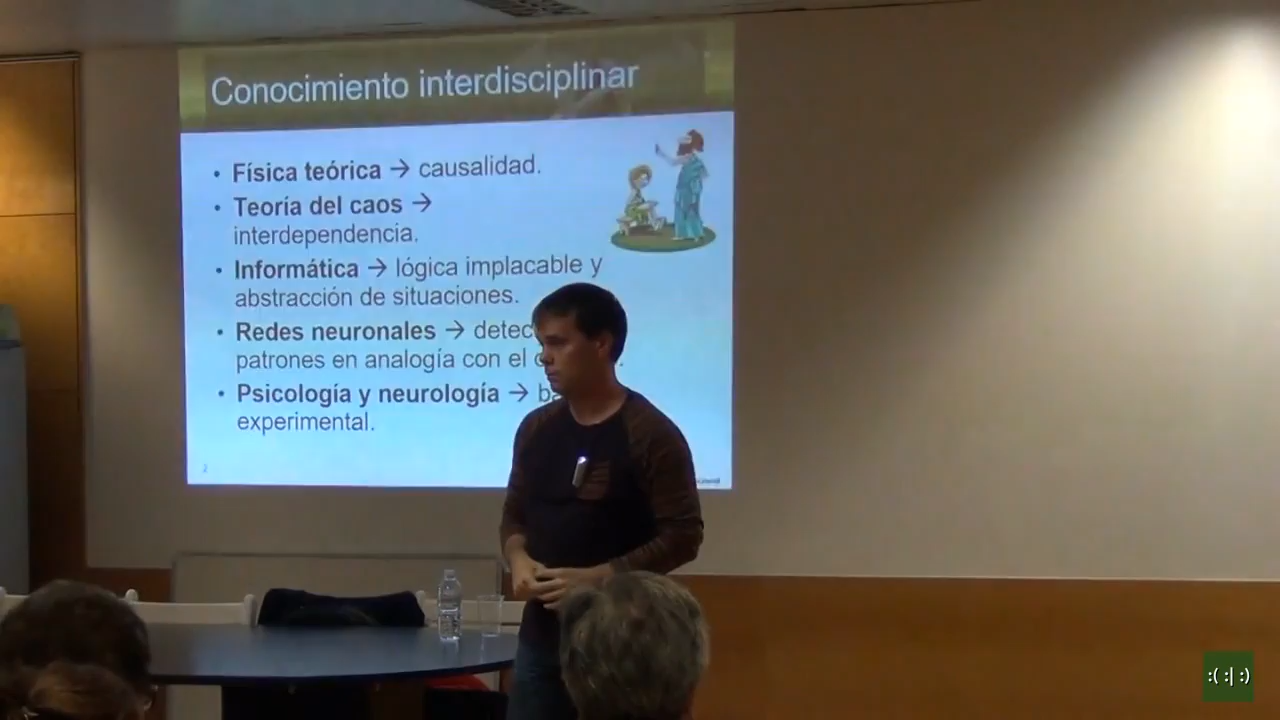 Conocimiento interdisciplinar
• Física teórica → causalidad.
• Teoría del caos →
interdependencia.
• Informática → lógica implacable y
abstracción de situaciones.
• Redes neuronales →
patrones en analogía con el
• Psicología y neurología →
experimental.
2
:( :| :)